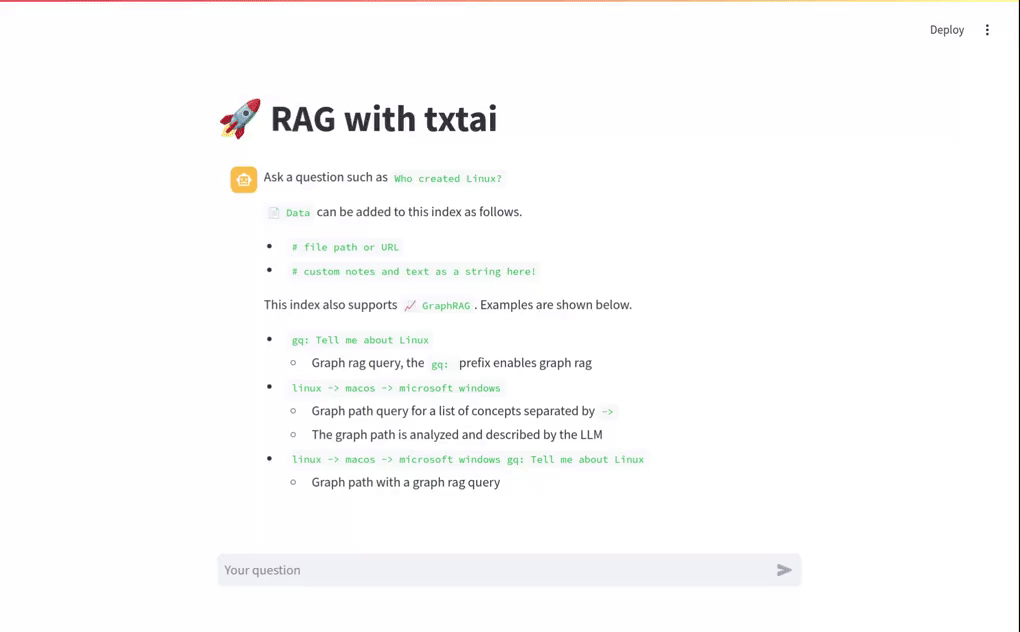 Deploy
RAG with txtai
Ask a question such as Who created Linux?
Data can be added to this index as follows.
# file path or URL
# custom notes and text as a string here!
This index also supports GraphRAG. Examples are shown below.
gq: Tell me about Linux
Graph rag query, the gq: prefix enables graph rag
linux -> macos -> microsoft windows
Graph path query for a list of concepts separated by ->
The graph path is analyzed and described by the LLM
linux -> macos -> microsoft windows gq: Tell me about Linux
Graph path with a graph rag query
Your question